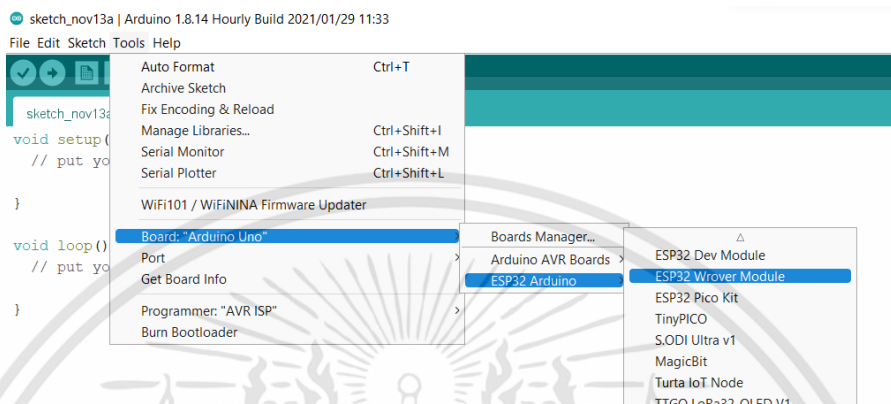 sketch_nov13a | Arduino 1.8.14 Hourly Build 2021/01/29 11:33
File Edit Sketch Tools Help
sketch_nov13a
void setup(
// put yo
}
void loop()
// put yo
}
Auto Format Ctrl+T
Archive Sketch
Fix Encoding & Reload
Manage Libraries... Ctrl+Shift+I
Serial Monitor Ctrl+Shift+M
Serial Plotter Ctrl+Shift+L
WiFi101 / WiFiNINA Firmware Updater
Board: "Arduino Uno"
Port
Get Board Info
Programmer: "AVR ISP"
Burn Bootloader
Boards Manager...
Arduino AVR Boards
ESP32 Arduino
ESP32 Dev Module
ESP32 Wrover Module
ESP32 Pico Kit
TinyPICO
S.ODI Ultra v1
MagicBit
Turta IoT Node
TTGO LoRa32-OLED V1